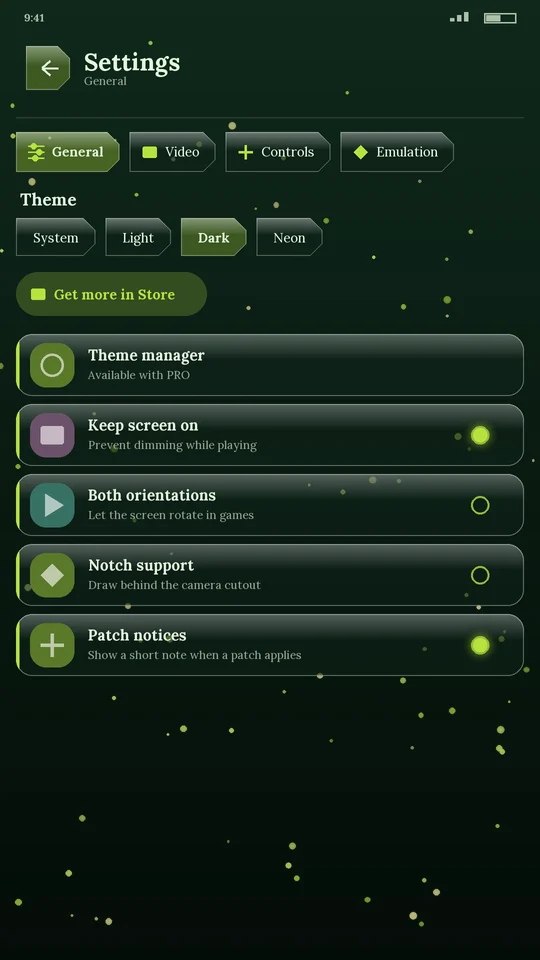 9:41
Settings
General
General
Video
Controls
Emulation
Theme
System
Light
Dark
Neon
Get more in Store
Theme manager
Available with PRO
Keep screen on
Prevent dimming while playing
Both orientations
Let the screen rotate in games
Notch support
Draw behind the camera cutout
Patch notices
Show a short note when a patch applies